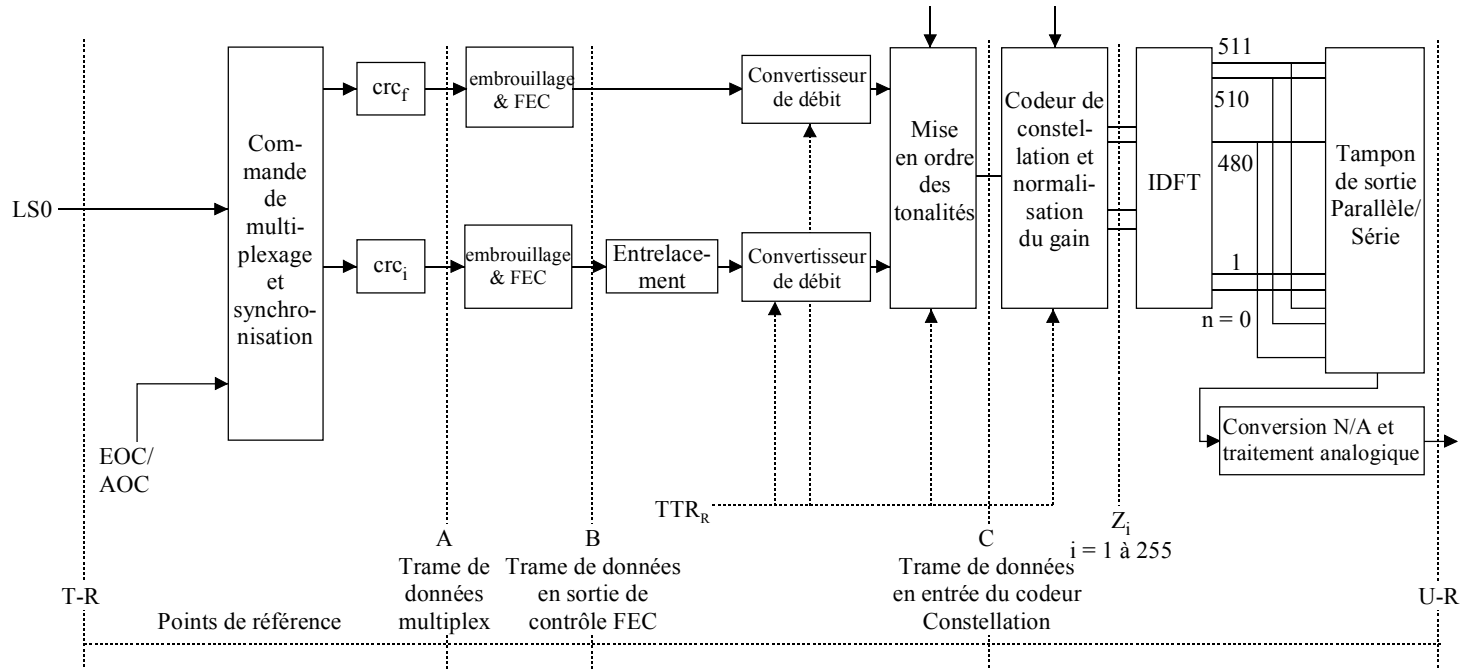 LS0
EOC/
AOC
Com-
mande
de
multi-
plexage
et
synchro-
nisation
crc_f
crc_i
embrouillage
& FEC
embrouillage
& FEC
Entrelace-
ment
Convertisseur
de débit
Convertisseur
de débit
Mise
en ordre
des
tonalités
Codeur de
constel-
lation et
normali-
sation
du gain
IDFT
511
510
480
1
n = 0
Tampon
de sortie
Parallèle/
Série
Conversion N/A et
traitement analogique
TTR_R
Z_i
i = 1 à 255
T-R
Points de référence
A
Trame de
données
multiplex
B
Trame de données
en sortie de
contrôle FEC
C
Trame de données
en entrée du codeur
Constellation
U-R